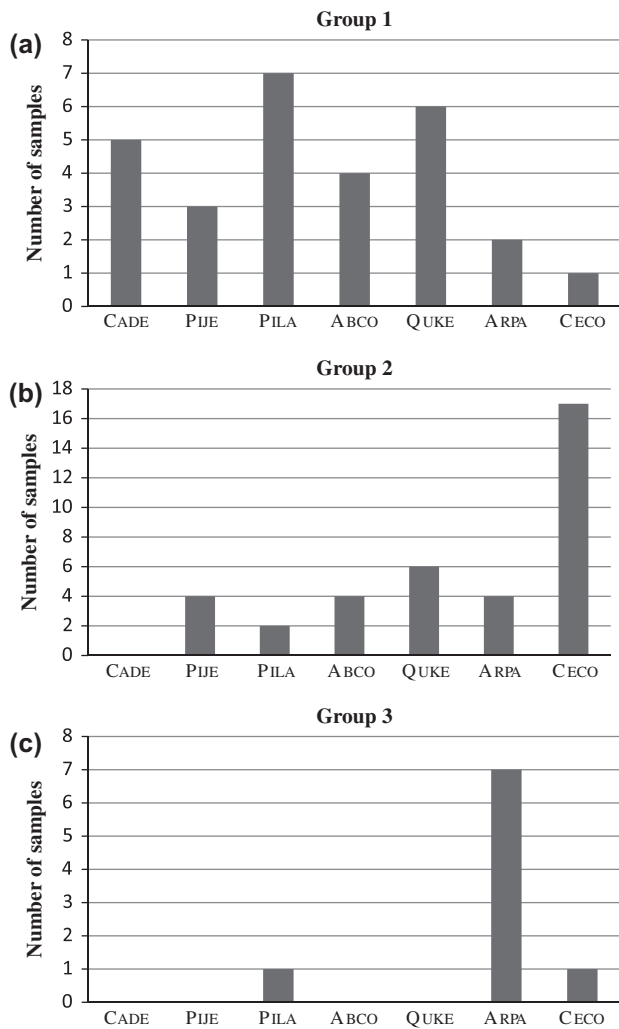 Group 1
(a)
Number of samples
8
7
6
5
4
3
2
1
0
CADE PIJE PILA ABCO QUKE ARPA CECO
Group 2
(b)
Number of samples
18
16
14
12
10
8
6
4
2
0
CADE PIJE PILA ABCO QUKE ARPA CECO
Group 3
(c)
Number of samples
8
7
6
5
4
3
2
1
0
CADE PIJE PILA ABCO QUKE ARPA CECO